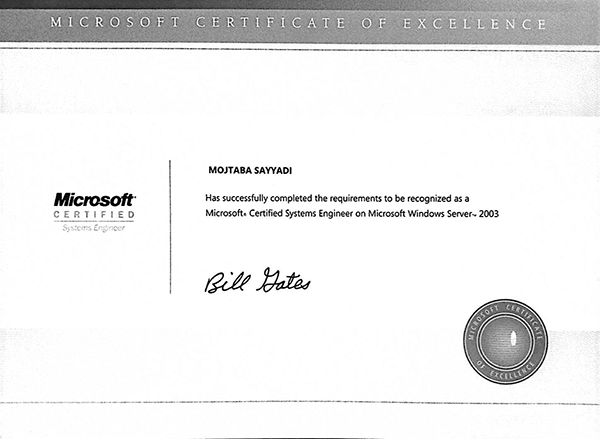 MICROSOFT CERTIFICATE OF EXCELLENCE
MOJTABA SAYYADI
Has successfully completed the requirements to be recognized as a
Microsoft® Certified Systems Engineer on Microsoft Windows Server™ 2003
Microsoft®
CERTIFIED
Systems Engineer
Bill Gates
MICROSOFT CERTIFICATE
OF EXCELLENCE